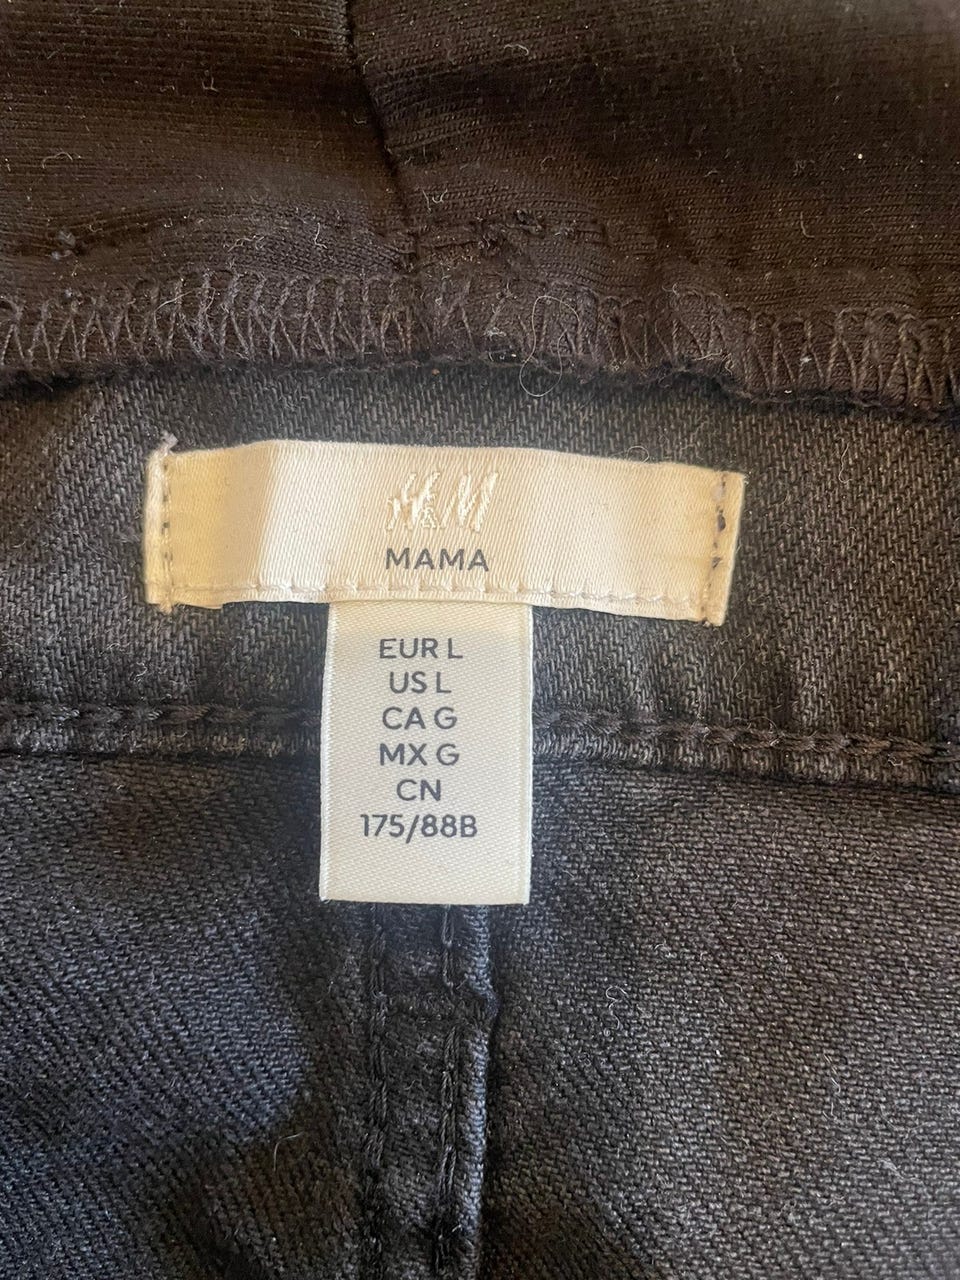 H&M
MAMA
EUR L
US L
CA G
MX G
CN
175/88B